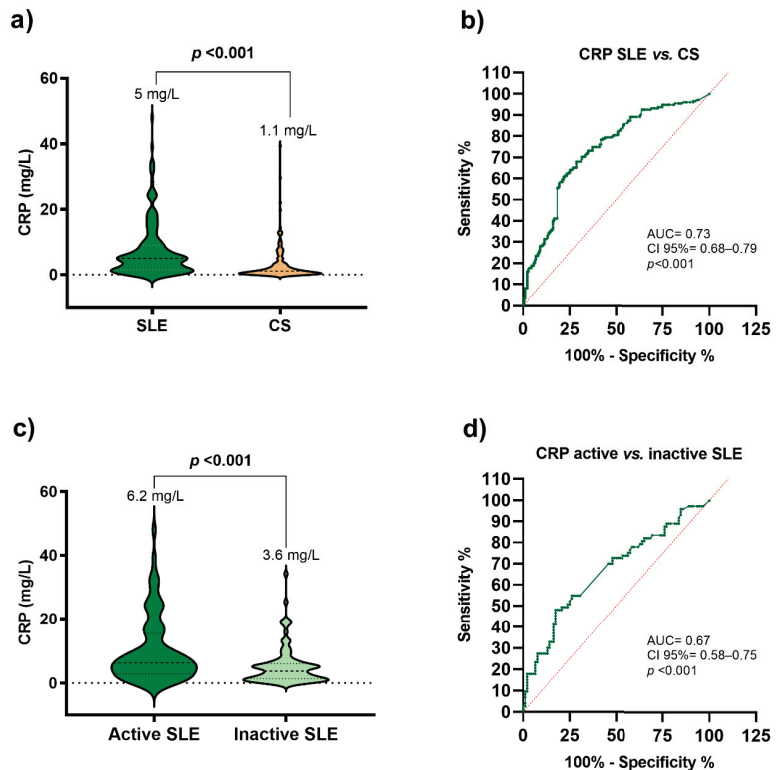 a)
p <0.001
60
40
20
0
CRP (mg/L)
5 mg/L
1.1 mg/L
SLE
CS
b)
CRP SLE vs. CS
110
100
90
80
70
60
50
40
30
20
10
0
Sensitivity %
AUC= 0.73
CI 95%= 0.68–0.79
p<0.001
0 25 50 75 100 125
100% - Specificity %
c)
p <0.001
60
40
20
0
CRP (mg/L)
6.2 mg/L
3.6 mg/L
Active SLE
Inactive SLE
d)
CRP active vs. inactive SLE
110
100
90
80
70
60
50
40
30
20
10
0
Sensitivity %
AUC= 0.67
CI 95%= 0.58–0.75
p <0.001
0 25 50 75 100 125
100% - Specificity %